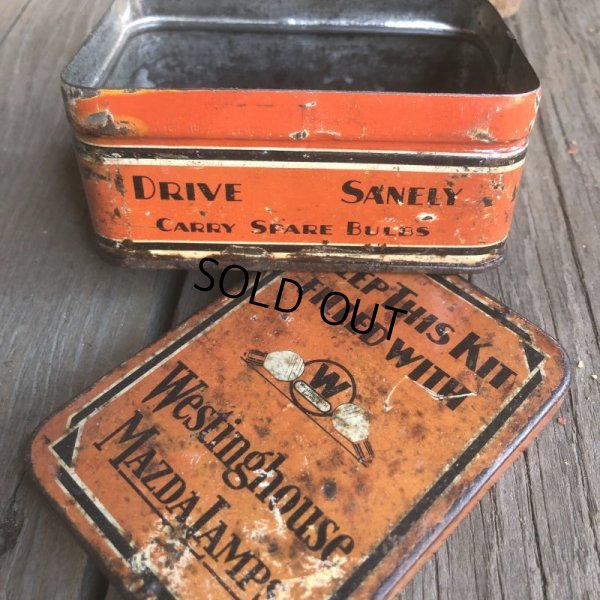 DRIVE SANELY
CARRY SPARE BULBS
SOLD OUT
KEEP THIS KIT
FILLED WITH
W
Westinghouse
MAZDA LAMPS